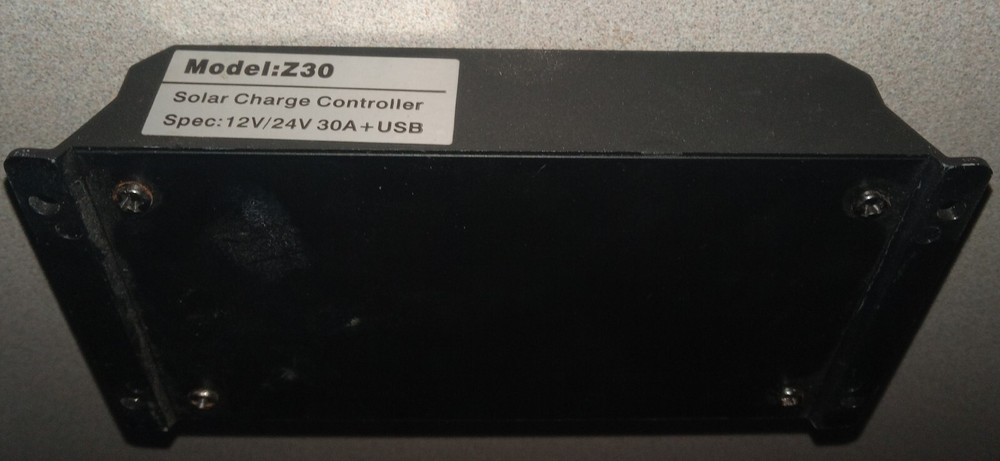 Model:Z30
Solar Charge Controller
Spec:12V/24V 30A+USB